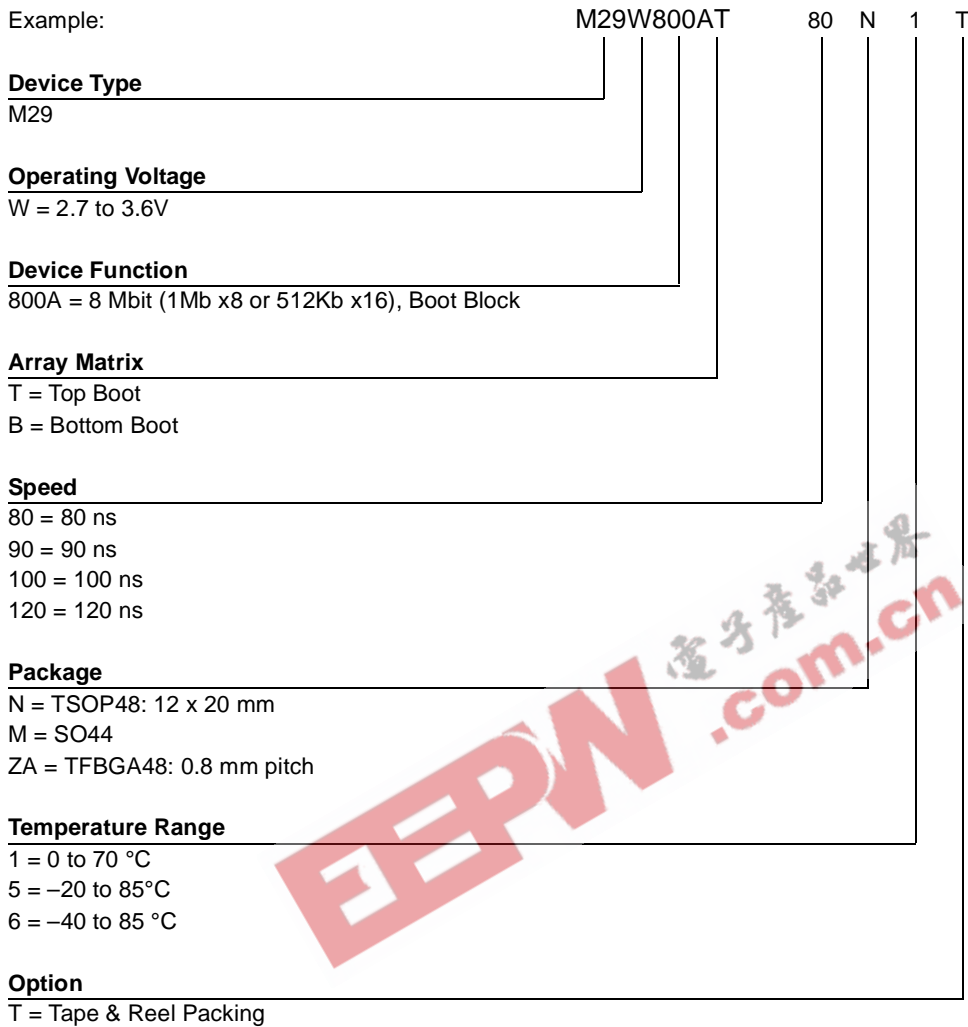 Example: M29W800AT 80 N 1 T
Device Type
M29
Operating Voltage
W = 2.7 to 3.6V
Device Function
800A = 8 Mbit (1Mb x8 or 512Kb x16), Boot Block
Array Matrix
T = Top Boot
B = Bottom Boot
Speed
80 = 80 ns
90 = 90 ns
100 = 100 ns
120 = 120 ns
Package
N = TSOP48: 12 x 20 mm
M = SO44
ZA = TFBGA48: 0.8 mm pitch
Temperature Range
1 = 0 to 70 °C
5 = –20 to 85°C
6 = –40 to 85 °C
Option
T = Tape & Reel Packing
EEPW
電子產品世界
.com.cn